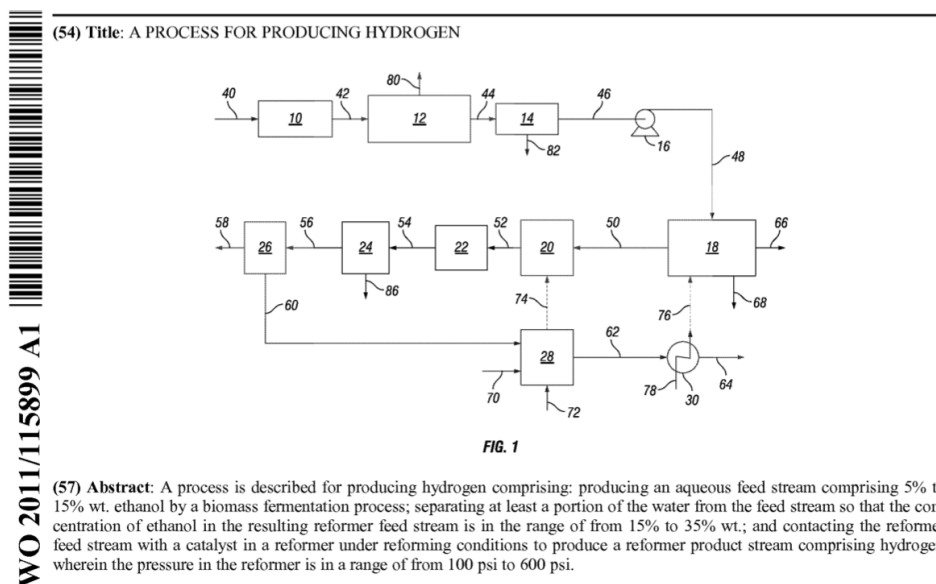 (54) Title: A PROCESS FOR PRODUCING HYDROGEN
80
40 42 44 46
10 12 14
16
82
48
58 56 54 52 50 66
26 24 22 20 18
86
60
74
76
68
62
28
70
78
64
30
72
FIG. 1
(57) Abstract: A process is described for producing hydrogen comprising: producing an aqueous feed stream comprising 5% t
15% wt. ethanol by a biomass fermentation process; separating at least a portion of the water from the feed stream so that the con
centration of ethanol in the resulting reformer feed stream is in the range of from 15% to 35% wt.; and contacting the reforme
feed stream with a catalyst in a reformer under reforming conditions to produce a reformer product stream comprising hydroge
wherein the pressure in the reformer is in a range of from 100 psi to 600 psi.
WO 2011/115899 A1